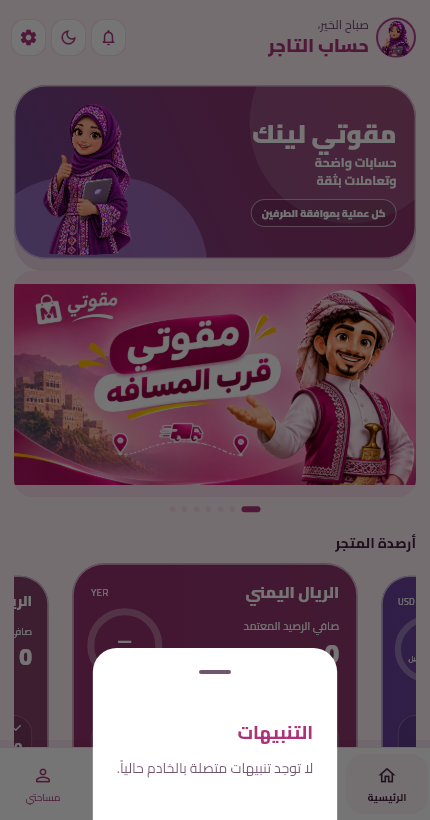 صباح الخير،
حساب التاجر
مقوتي لينك
حسابات واضحة
وتعاملات بثقة
كل عملية بموافقة الطرفين
مقوتي
مقوتي
قرب المسافه
أرصدة المتجر
الريال اليمني
YER
صافي الرصيد المعتمد
0
USD
0
التنبيهات
لا توجد تنبيهات متصلة بالخادم حالياً.
الرئيسية
مساحتي